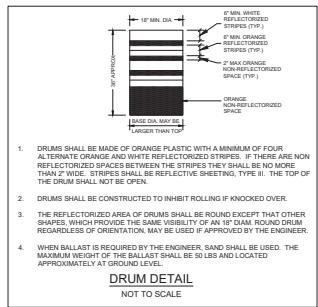 18" MIN. DIA.
6" MIN. WHITE
REFLECTORIZED
STRIPES (TYP.)
6" MIN. ORANGE
REFLECTORIZED
STRIPES (TYP.)
2" MAX ORANGE
NON-REFLECTORIZED
SPACE (TYP.)
36" APPROX
ORANGE
NON-REFLECTORIZED
SPACE
BASE DIA. MAY BE
LARGER THAN TOP
1. DRUMS SHALL BE MADE OF ORANGE PLASTIC WITH A MINIMUM OF FOUR
ALTERNATE ORANGE AND WHITE REFLECTORIZED STRIPES. IF THERE ARE NON
REFLECTORIZED SPACES BETWEEN THE STRIPES THEY SHALL BE NO MORE
THAN 2" WIDE. STRIPES SHALL BE REFLECTIVE SHEETING, TYPE III. THE TOP OF
THE DRUM SHALL NOT BE OPEN.
2. DRUMS SHALL BE CONSTRUCTED TO INHIBIT ROLLING IF KNOCKED OVER.
3. THE REFLECTORIZED AREA OF DRUMS SHALL BE ROUND EXCEPT THAT OTHER
SHAPES, WHICH PROVIDE THE SAME VISIBILITY OF AN 18" DIAM. ROUND DRUM
REGARDLESS OF ORIENTATION, MAY BE USED IF APPROVED BY THE ENGINEER.
4. WHEN BALLAST IS REQUIRED BY THE ENGINEER, SAND SHALL BE USED. THE
MAXIMUM WEIGHT OF THE BALLAST SHALL BE 50 LBS AND LOCATED
APPROXIMATELY AT GROUND LEVEL.
DRUM DETAIL
NOT TO SCALE